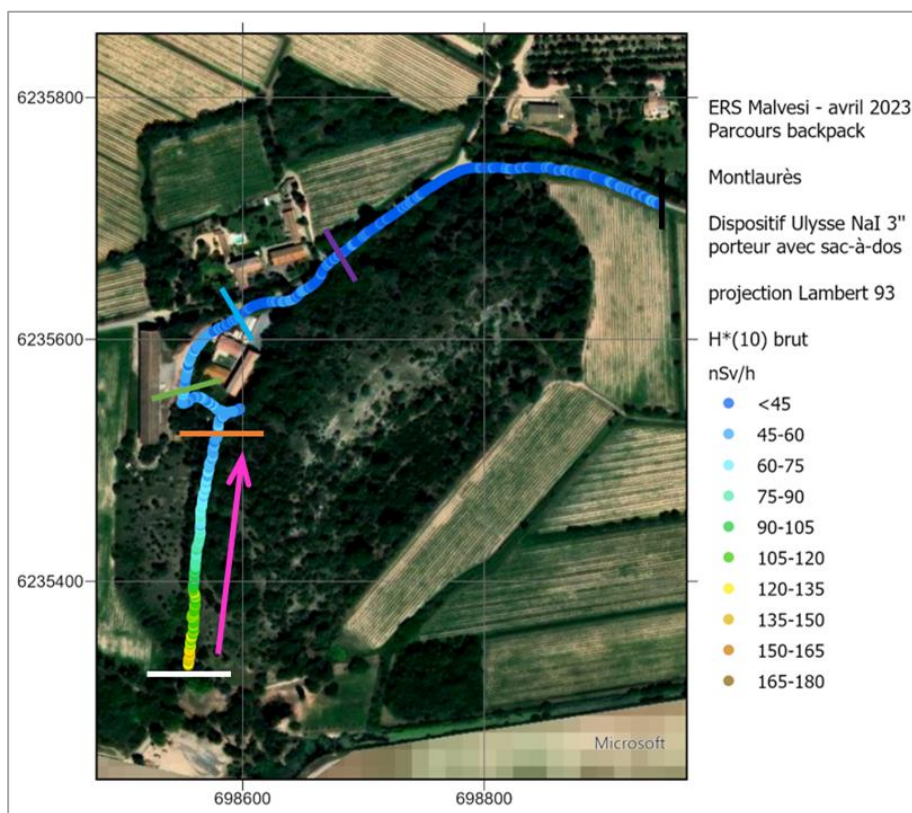 ERS Malvesi - avril 2023
Parcours backpack
Montlaurès
Dispositif Ulysse NaI 3"
porteur avec sac-à-dos
projection Lambert 93
H*(10) brut
nSv/h
<45
45-60
60-75
75-90
90-105
105-120
120-135
135-150
150-165
165-180
6235800
6235600
6235400
698600
698800
Microsoft